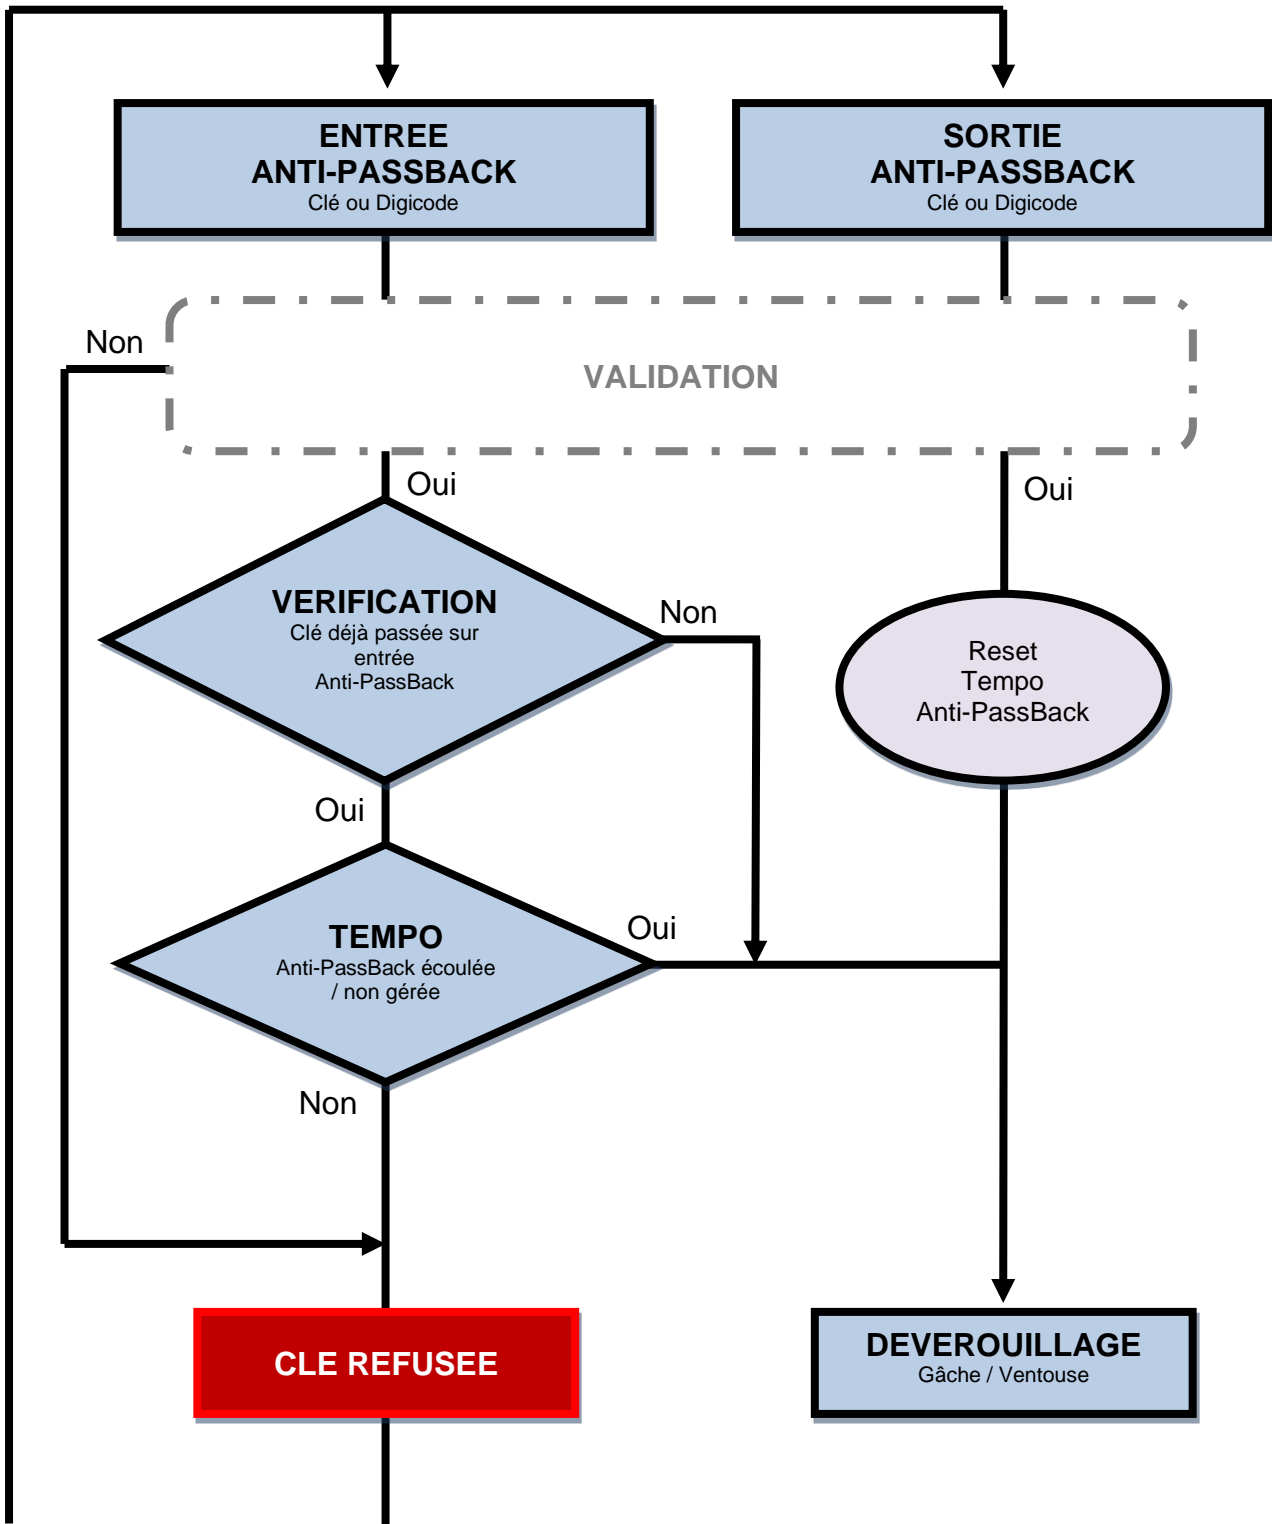 ENTREE
ANTI-PASSBACK
Clé ou Digicode
SORTIE
ANTI-PASSBACK
Clé ou Digicode
Non
VALIDATION
Oui
Oui
VERIFICATION
Clé déjà passée sur
entrée
Anti-PassBack
Non
Reset
Tempo
Anti-PassBack
Oui
TEMPO
Anti-PassBack écoulée
/ non gérée
Oui
Non
CLE REFUSEE
DEVEROUILLAGE
Gâche / Ventouse